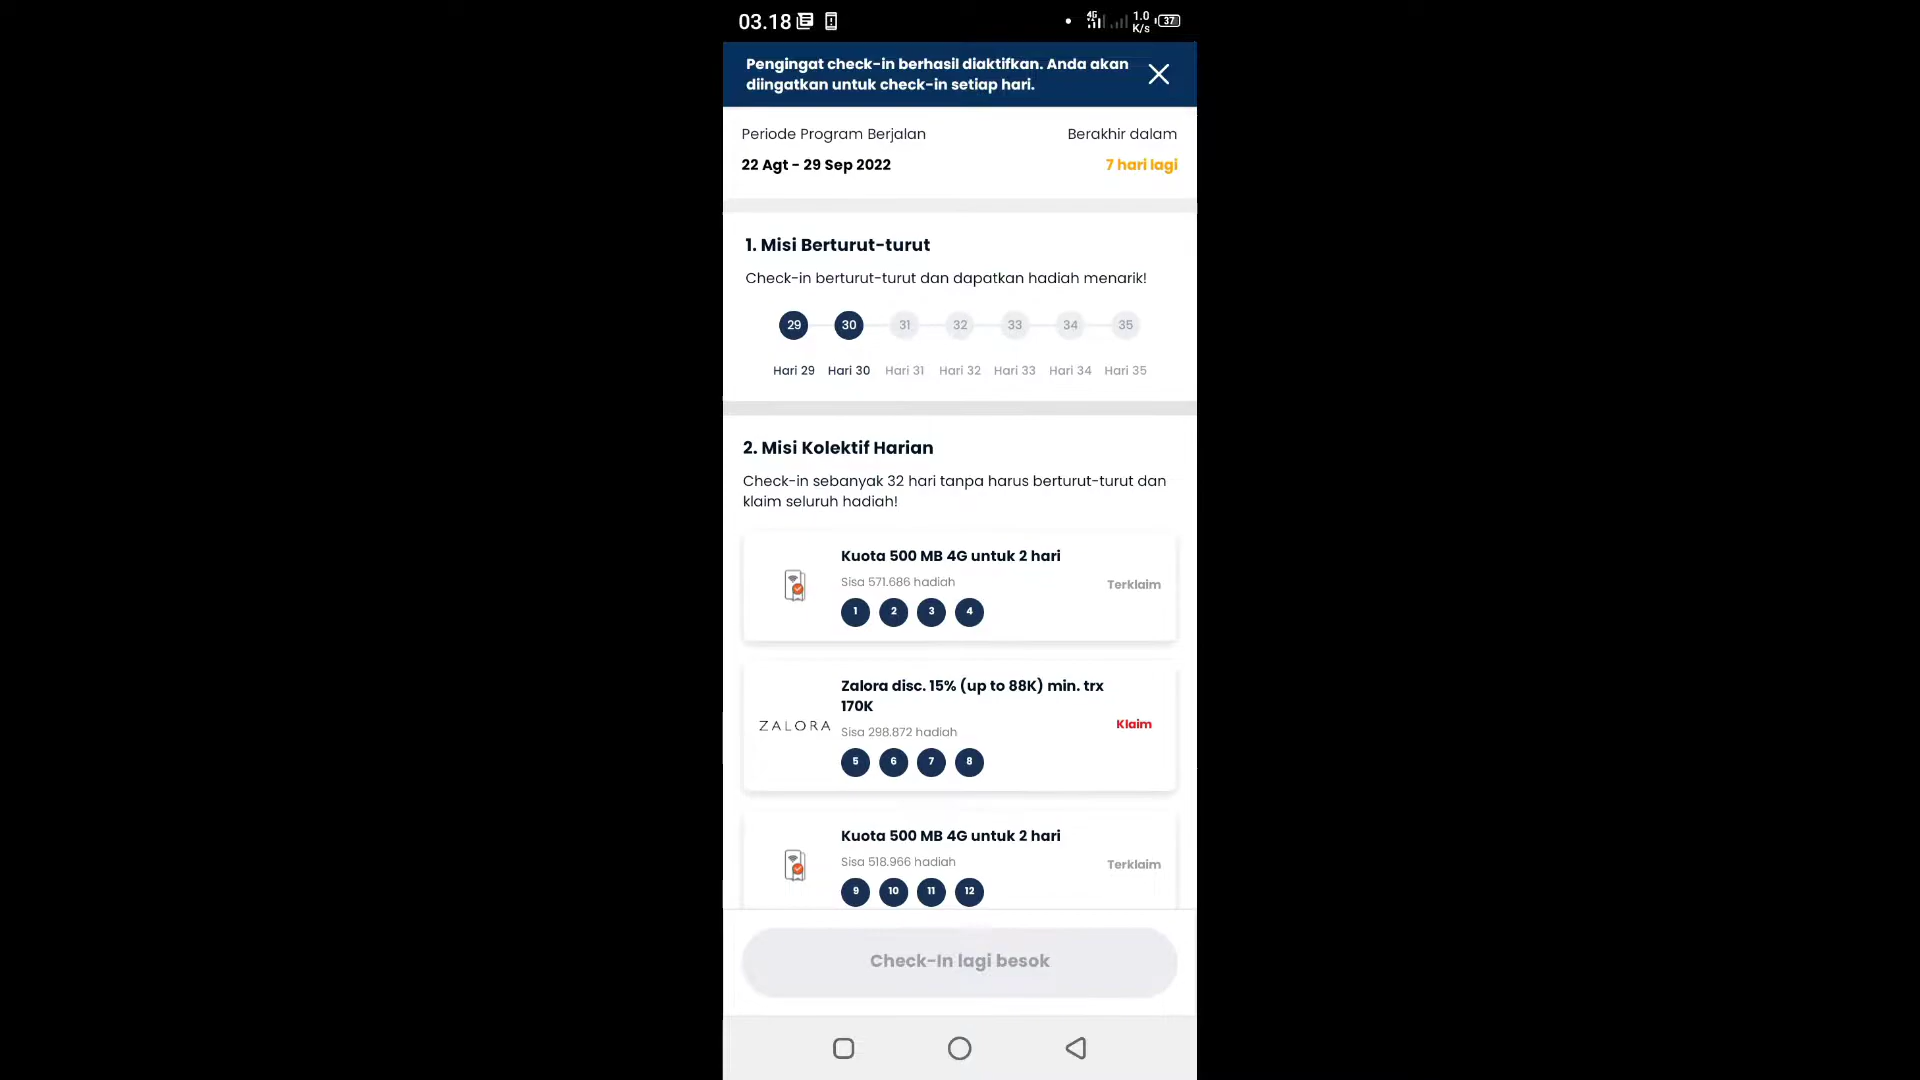 03.18
4G
1.0
K/s
37
Pengingat check-in berhasil diaktifkan. Anda akan
diingatkan untuk check-in setiap hari.
Periode Program Berjalan
Berakhir dalam
22 Agt - 29 Sep 2022
7 hari lagi
1. Misi Berturut-turut
Check-in berturut-turut dan dapatkan hadiah menarik!
29 30 31 32 33 34 35
Hari 29 Hari 30 Hari 31 Hari 32 Hari 33 Hari 34 Hari 35
2. Misi Kolektif Harian
Check-in sebanyak 32 hari tanpa harus berturut-turut dan
klaim seluruh hadiah!
Kuota 500 MB 4G untuk 2 hari
Sisa 571.686 hadiah
Terklaim
1 2 3 4
Zalora disc. 15% (up to 88K) min. trx
170K
ZALORA
Klaim
Sisa 298.872 hadiah
5 6 7 8
Kuota 500 MB 4G untuk 2 hari
Sisa 518.966 hadiah
Terklaim
9 10 11 12
Check-In lagi besok